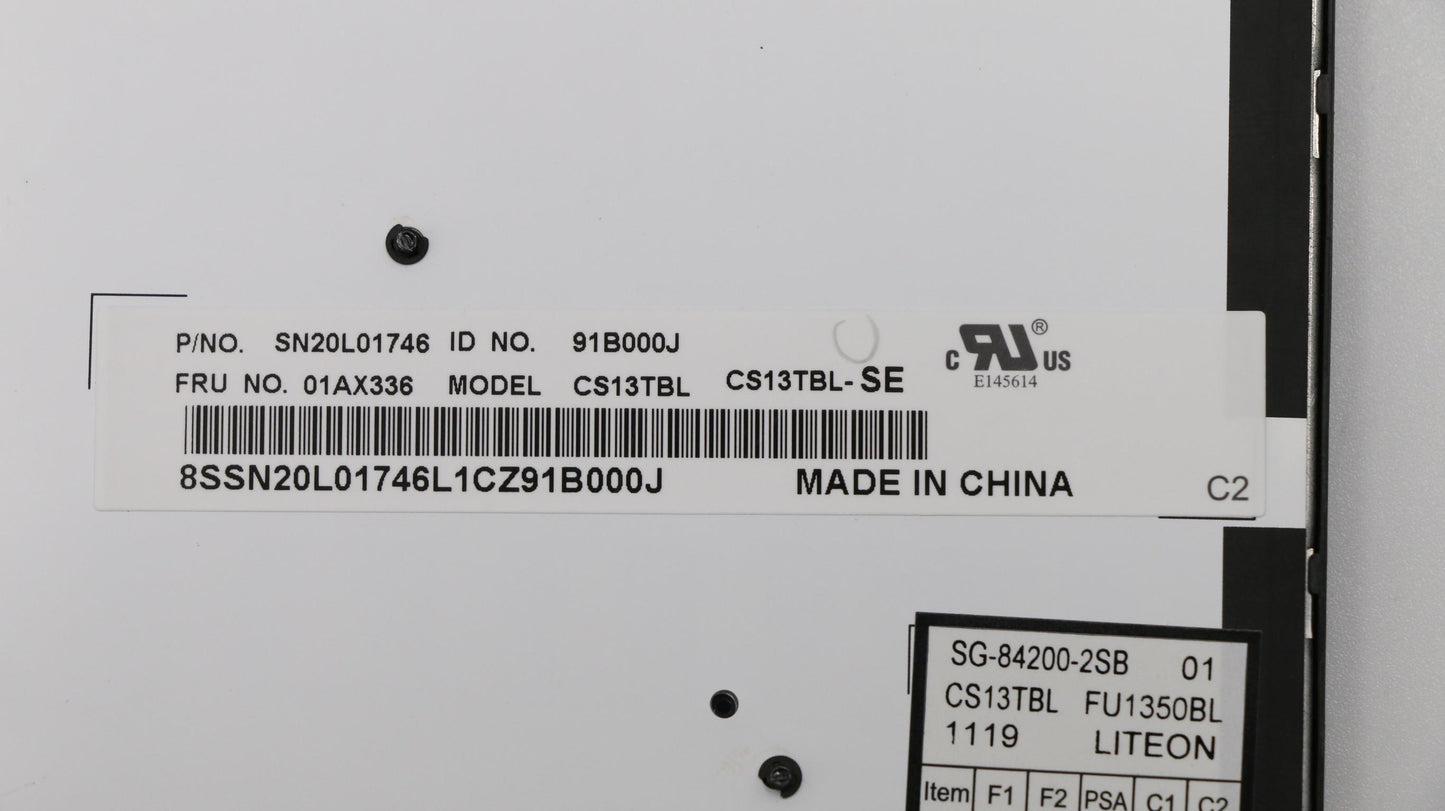 P/NO. SN20L01746 ID NO. 91B000J
FRU NO. 01AX336 MODEL CS13TBL CS13TBL-SE
8SSN20L01746L1CZ91B000J MADE IN CHINA
C RU® US
E145614
C2
SG-84200-2SB 01
CS13TBL FU1350BL
1119 LITEON
Item F1 F2 PSA C1 C2